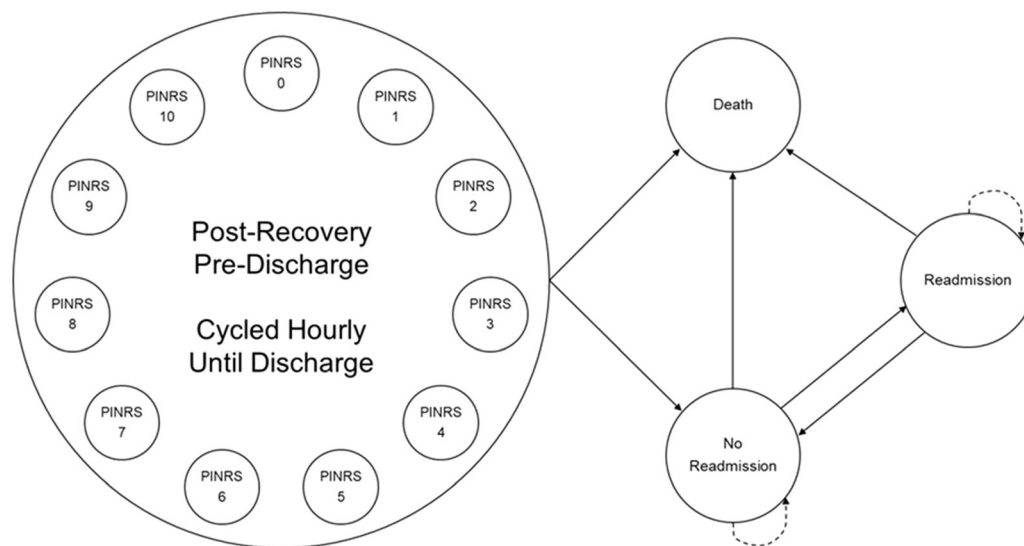 PINRS
0
PINRS
1
PINRS
2
PINRS
3
PINRS
4
PINRS
5
PINRS
6
PINRS
7
PINRS
8
PINRS
9
PINRS
10
Post-Recovery
Pre-Discharge
Cycled Hourly
Until Discharge
Death
Readmission
No
Readmission